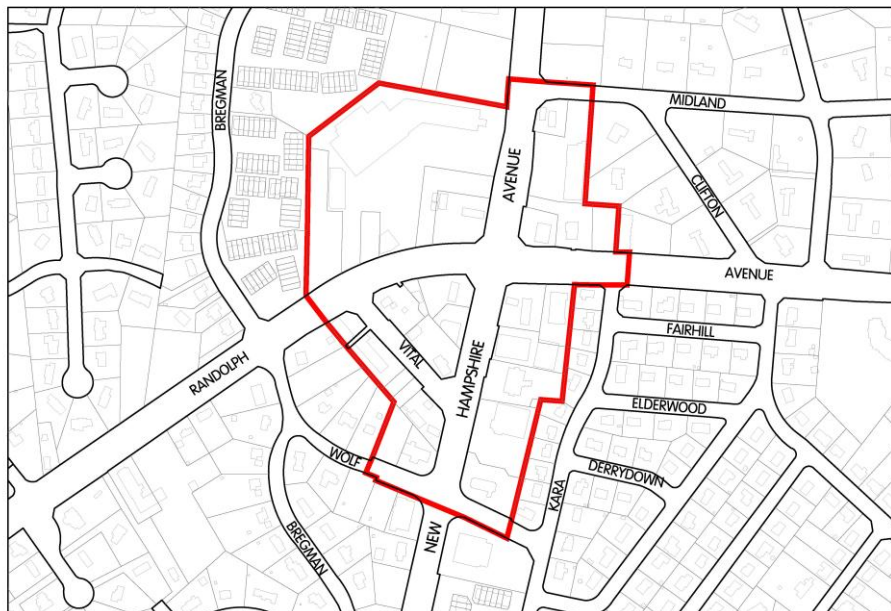 BREGMAN
MIDLAND
AVENUE
CLIFTON
AVENUE
FAIRHILL
VITAL
HAMPSHIRE
RANDOLPH
ELDERWOOD
WOLF
DERRYDOWN
KARA
NEW
BREGMAN